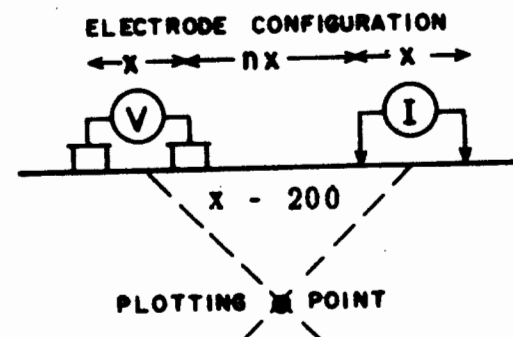 ELECTRODE CONFIGURATION
x nx x
V I
x - 200
PLOTTING POINT